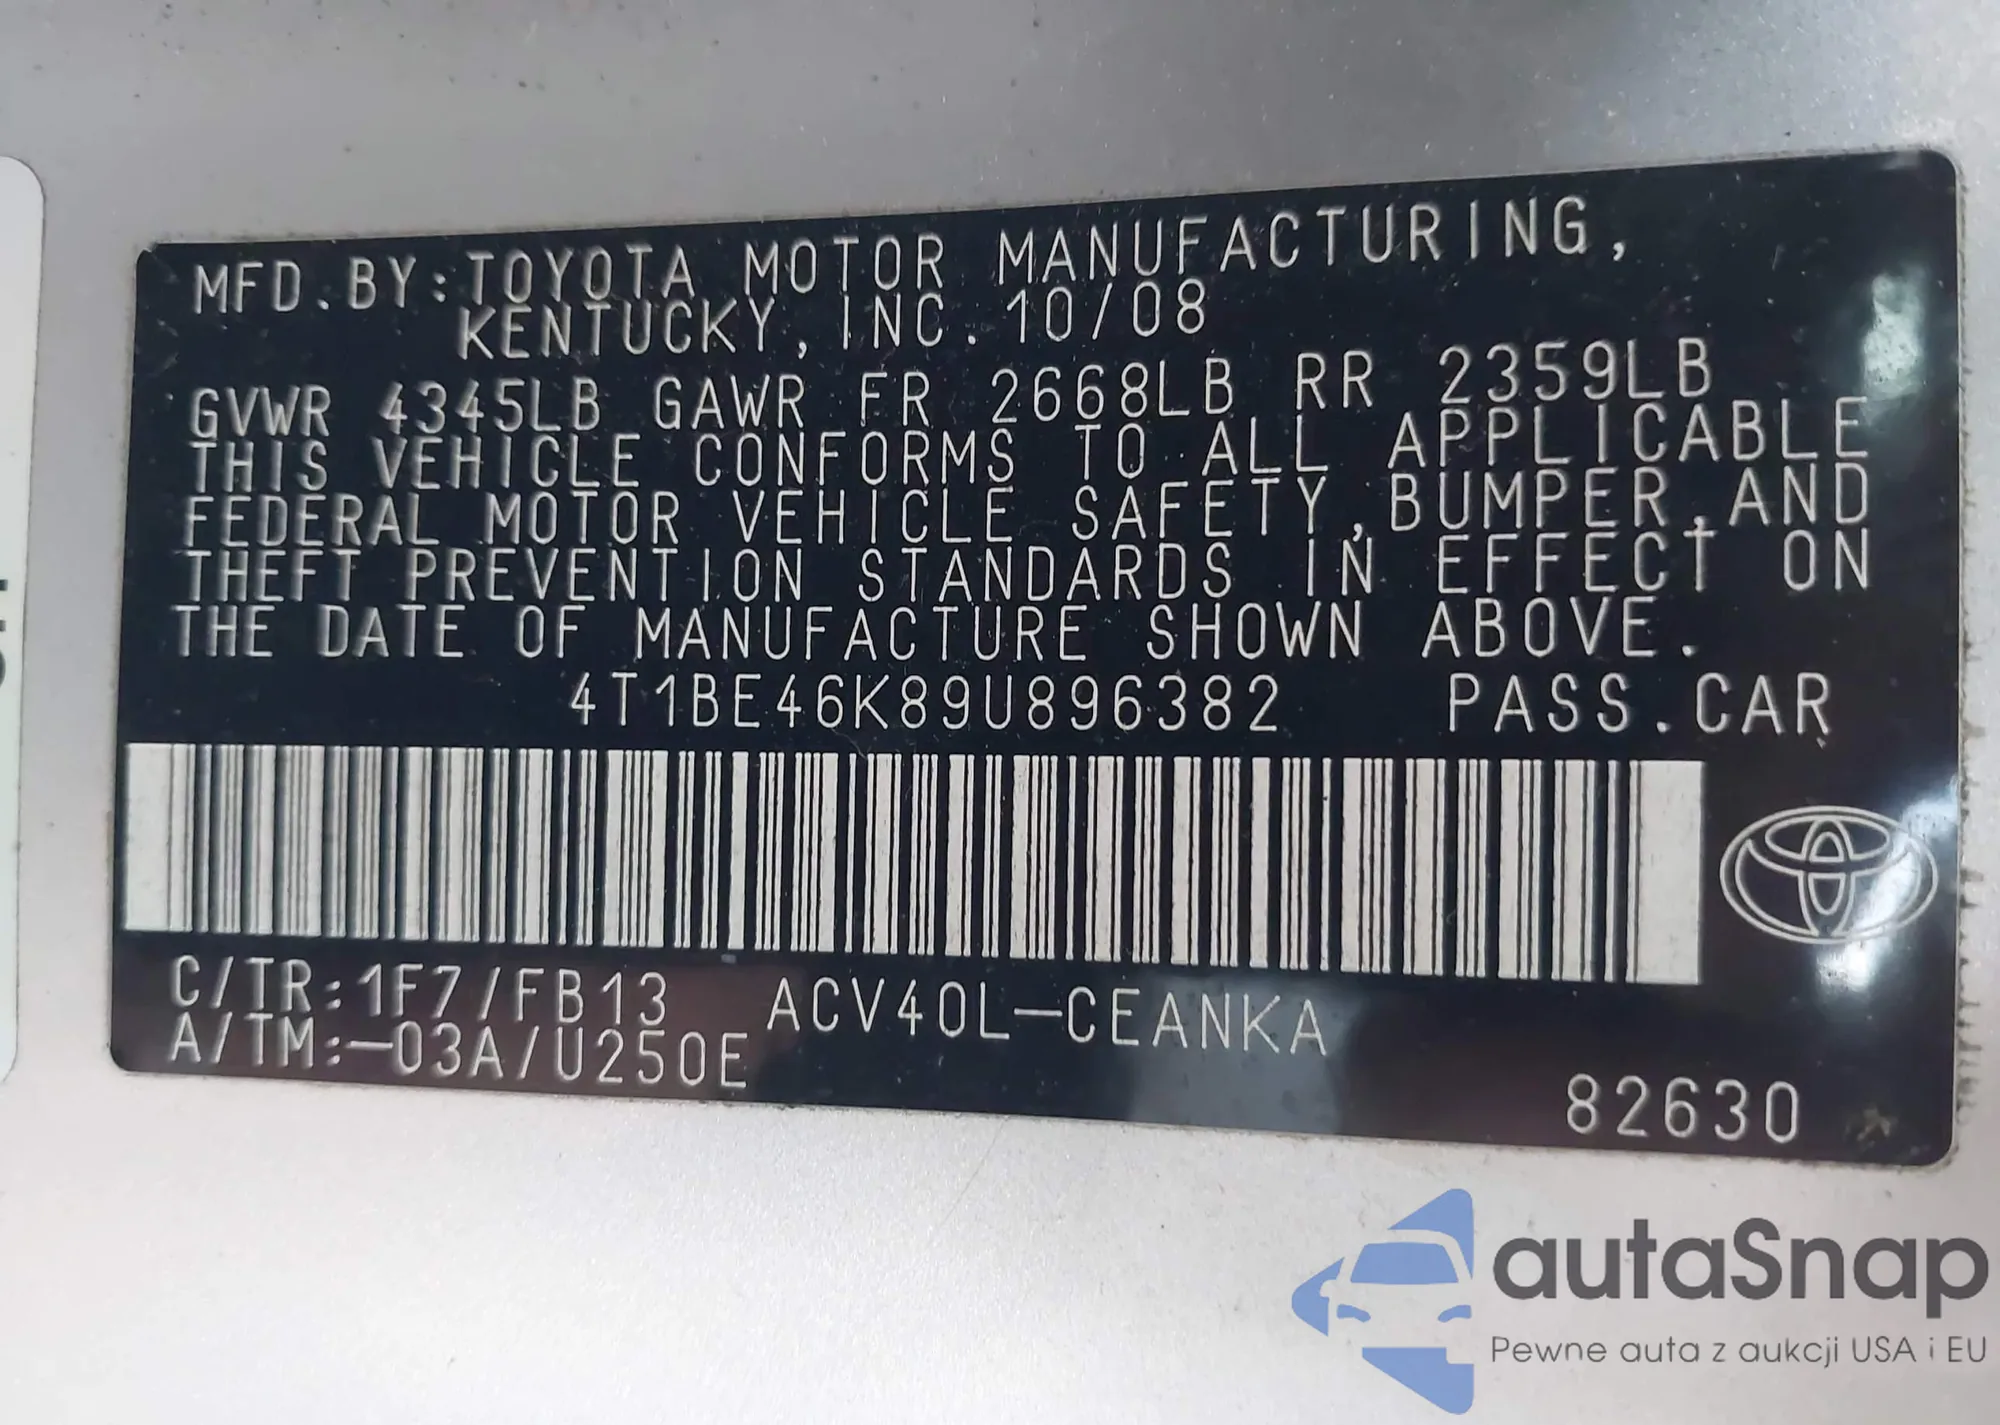 MFD.BY:TOYOTA MOTOR MANUFACTURING,
KENTUCKY, INC. 10/08
GVWR 4345LB GAWR FR 2668LB RR 2359LB
THIS VEHICLE CONFORMS TO ALL APPLICABLE
FEDERAL MOTOR VEHICLE SAFETY,BUMPER,AND
THEFT PREVENTION STANDARDS IN EFFECT ON
THE DATE OF MANUFACTURE SHOWN ABOVE.
4T1BE46K89U896382 PASS.CAR
C/TR:1F7/FB13 ACV40L-CEANKA
A/TM:-03A/U250E
82630
autaSnap
Pewne auta z aukcji USA i EU